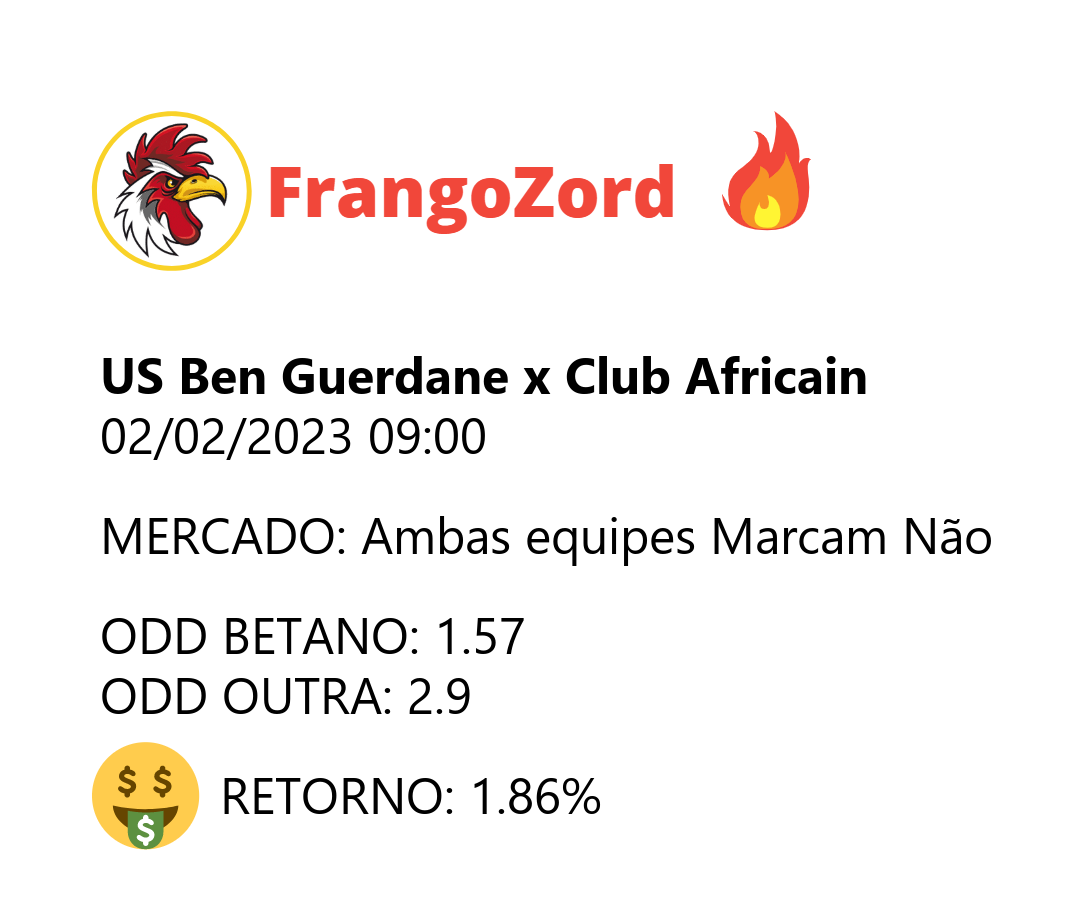 FrangoZord
US Ben Guerdane x Club Africain
02/02/2023 09:00
MERCADO: Ambas equipes Marcam Não
ODD BETANO: 1.57
ODD OUTRA: 2.9
RETORNO: 1.86%